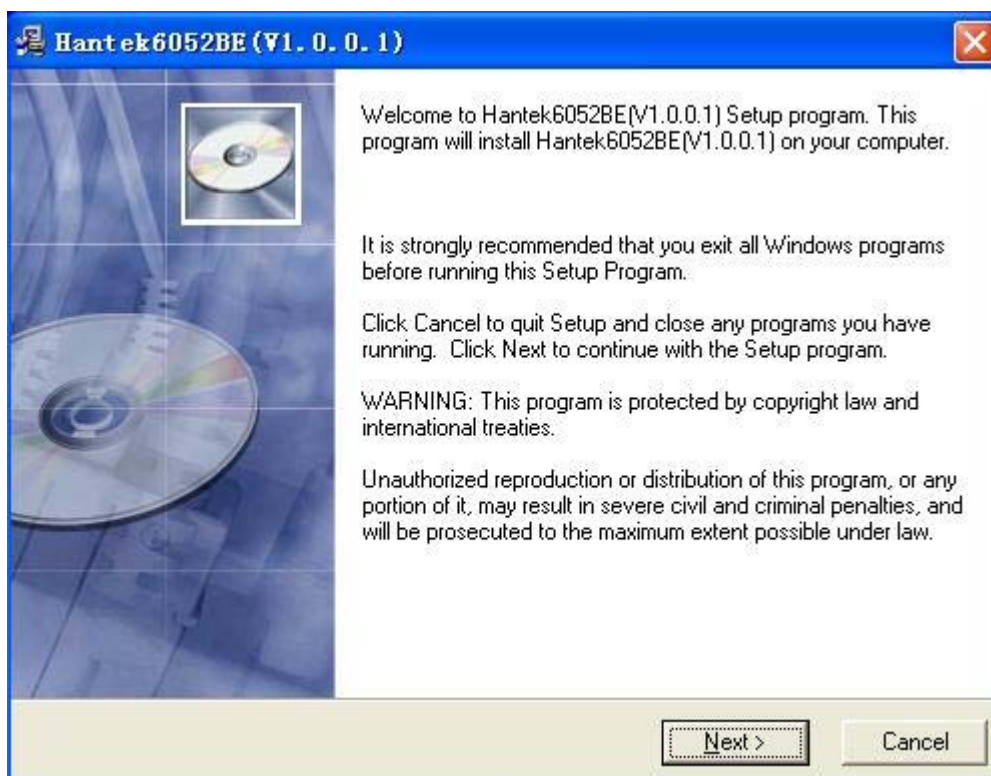 Hantek6052BE(V1.0.0.1)
Welcome to Hantek6052BE(V1.0.0.1) Setup program. This
program will install Hantek6052BE(V1.0.0.1) on your computer.
It is strongly recommended that you exit all Windows programs
before running this Setup Program.
Click Cancel to quit Setup and close any programs you have
running. Click Next to continue with the Setup program.
WARNING: This program is protected by copyright law and
international treaties.
Unauthorized reproduction or distribution of this program, or any
portion of it, may result in severe civil and criminal penalties, and
will be prosecuted to the maximum extent possible under law.
Next >
Cancel